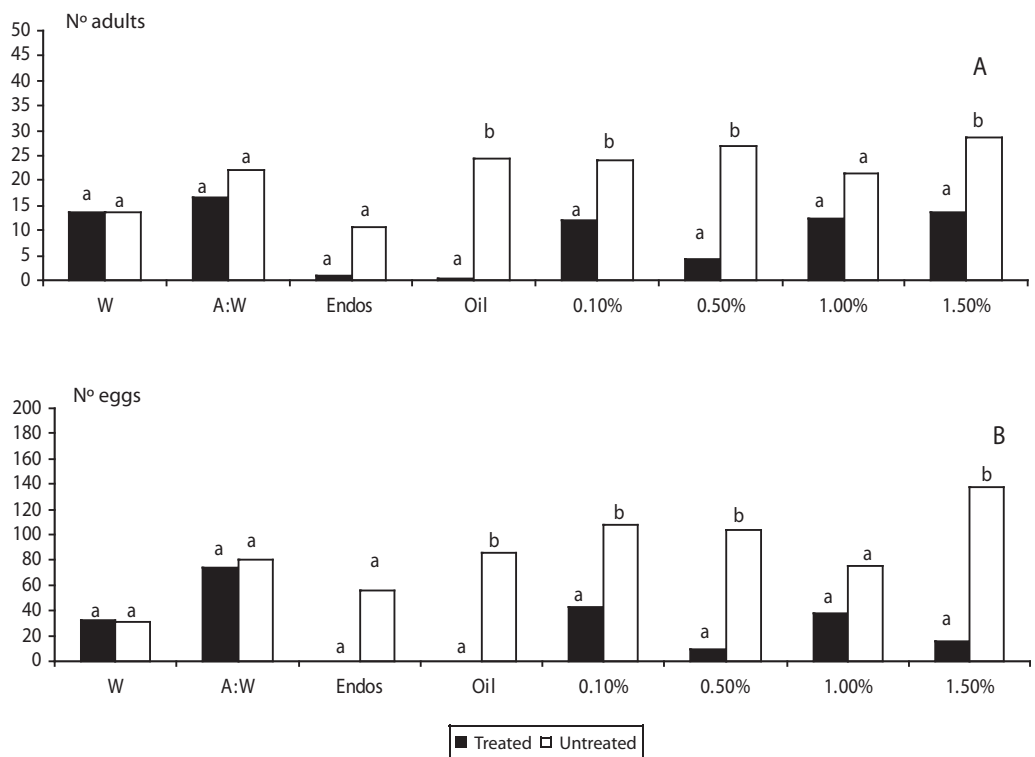 Nº adults
50
45
40
35
30
25
20
15
10
5
0
A
a a a a a a a b a b a b a a a b
W A:W Endos Oil 0.10% 0.50% 1.00% 1.50%
Nº eggs
200
180
160
140
120
100
80
60
40
20
0
B
a a a a a a a b a b a b a a a b
W A:W Endos Oil 0.10% 0.50% 1.00% 1.50%
Treated Untreated